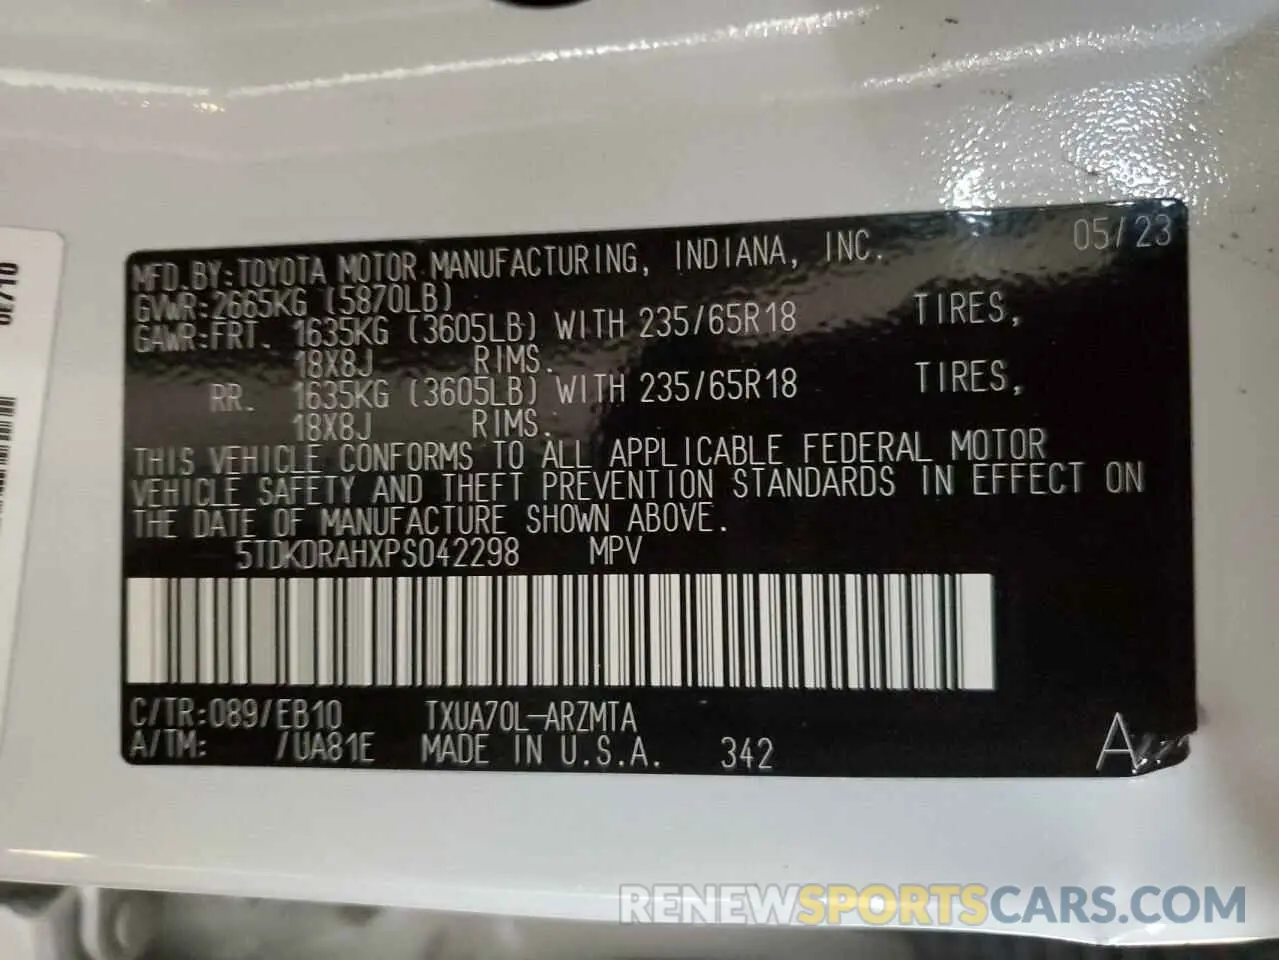 MFD.BY:TOYOTA MOTOR MANUFACTURING, INDIANA, INC. 05/23
GVWR:2665KG (5870LB)
GAWR:FRT. 1635KG (3605LB) WITH 235/65R18 TIRES,
18X8J RIMS.
RR. 1635KG (3605LB) WITH 235/65R18 TIRES,
18X8J RIMS.
THIS VEHICLE CONFORMS TO ALL APPLICABLE FEDERAL MOTOR
VEHICLE SAFETY AND THEFT PREVENTION STANDARDS IN EFFECT ON
THE DATE OF MANUFACTURE SHOWN ABOVE.
5TDKDRAHXPS042298 MPV
C/TR:089/EB10 TXUA70L-ARZMTA
A/TM: /UA81E MADE IN U.S.A. 342 A
RENEWSPORTSCARS.COM